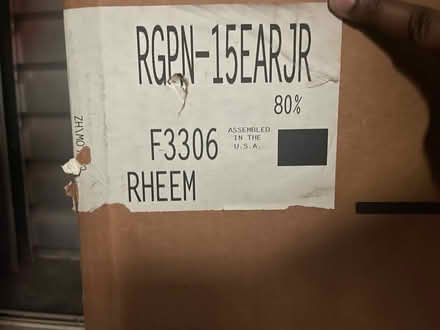 RGPN-15EARJR
80%
F3306
ASSEMBLED
IN THE
U.S.A.
RHEEM